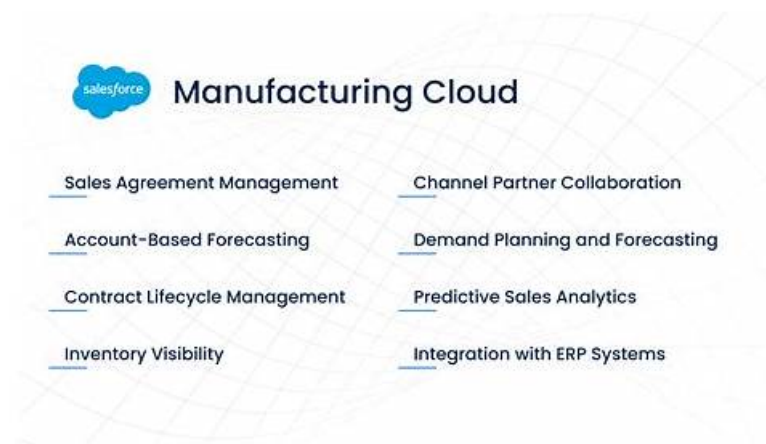 salesforce
Manufacturing Cloud
Sales Agreement Management
Account-Based Forecasting
Contract Lifecycle Management
Inventory Visibility
Channel Partner Collaboration
Demand Planning and Forecasting
Predictive Sales Analytics
Integration with ERP Systems